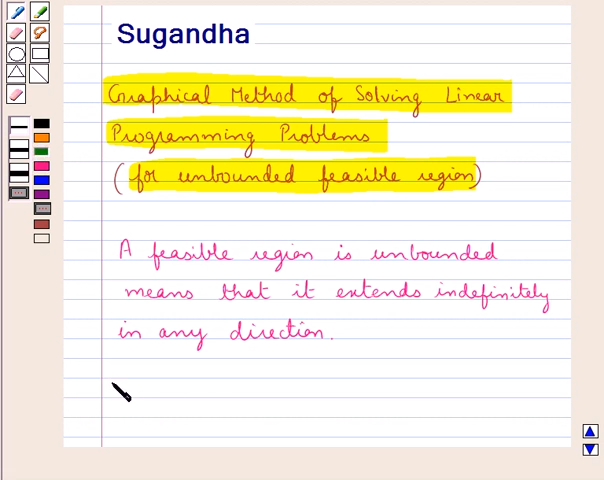 Sugandha
Graphical Method of Solving Linear
Programming Problems
(for unbounded feasible region)
A feasible region is unbounded
means that it extends indefinitely
in any direction.